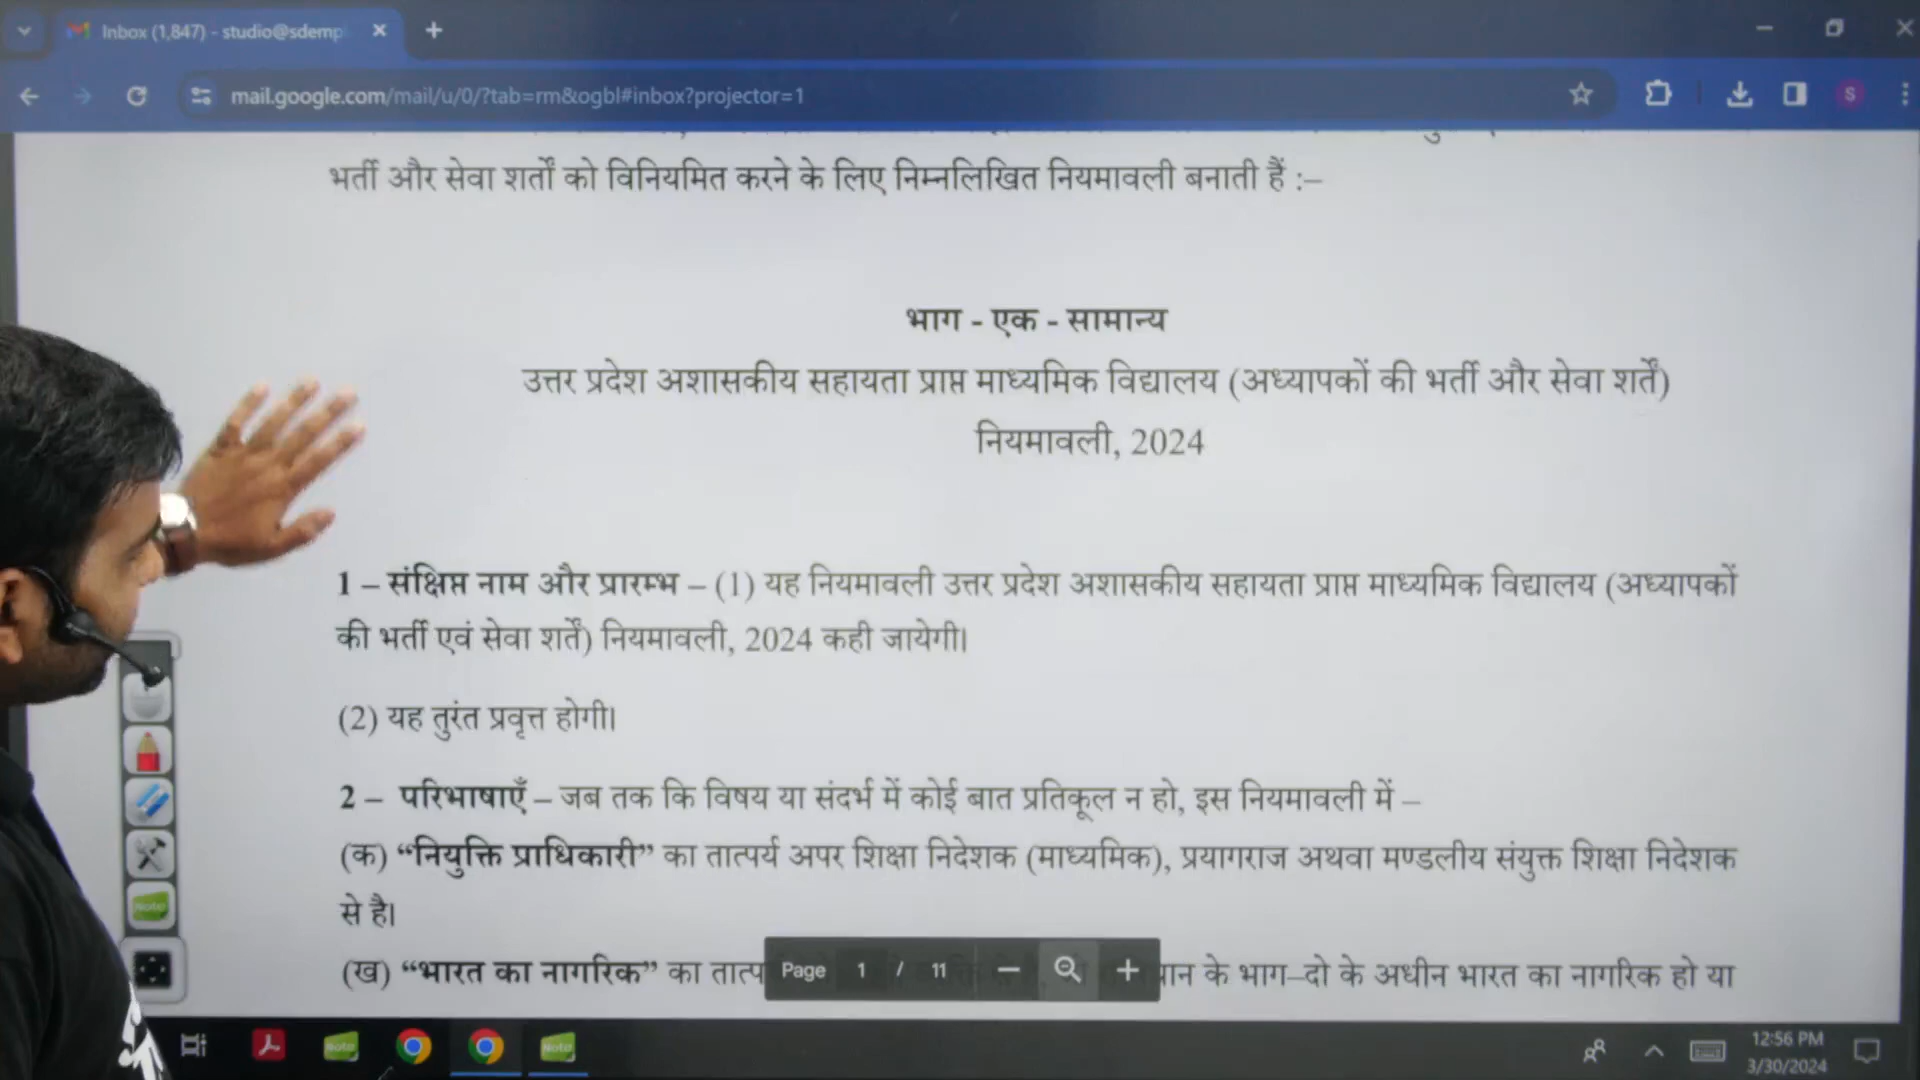 Inbox (1,847) - studio@sdemp
mail.google.com/mail/u/0/?tab=rm&ogbl#inbox?projector=1
S
भर्ती और सेवा शर्तों को विनियमित करने के लिए निम्नलिखित नियमावली बनाती हैं :–
भाग - एक - सामान्य
उत्तर प्रदेश अशासकीय सहायता प्राप्त माध्यमिक विद्यालय (अध्यापकों की भर्ती और सेवा शर्तें)
नियमावली, 2024
1 – संक्षिप्त नाम और प्रारम्भ – (1) यह नियमावली उत्तर प्रदेश अशासकीय सहायता प्राप्त माध्यमिक विद्यालय (अध्यापकों
की भर्ती एवं सेवा शर्तें) नियमावली, 2024 कही जायेगी।
(2) यह तुरंत प्रवृत्त होगी।
2 – परिभाषाएँ – जब तक कि विषय या संदर्भ में कोई बात प्रतिकूल न हो, इस नियमावली में –
(क) “नियुक्ति प्राधिकारी” का तात्पर्य अपर शिक्षा निदेशक (माध्यमिक), प्रयागराज अथवा मण्डलीय संयुक्त शिक्षा निदेशक
से है।
(ख) “भारत का नागरिक” का तात्प के भाग–दो के अधीन भारत का नागरिक हो या
Page 1 / 11
Note
Note
Note
12:56 PM
3/30/2024